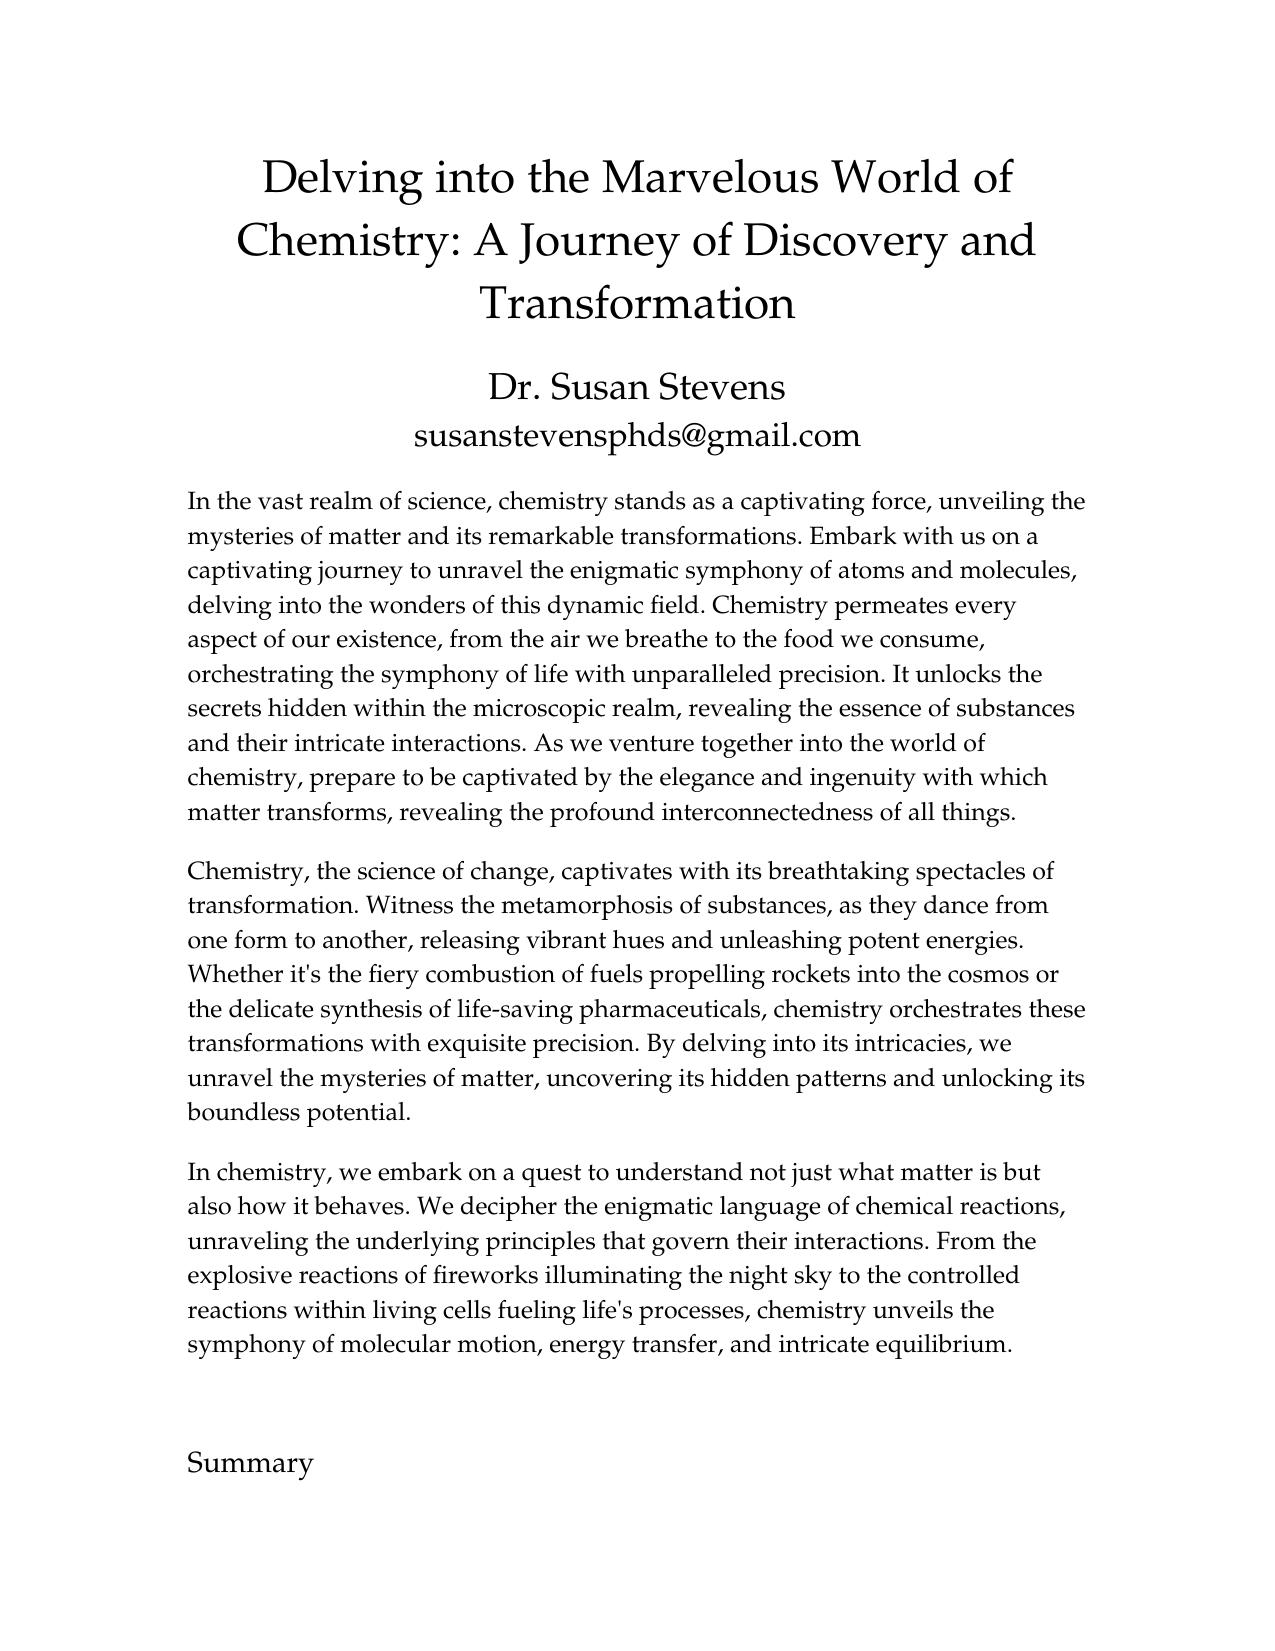 Delving into the Marvelous World of
Chemistry: A Journey of Discovery and
Transformation
Dr. Susan Stevens
susanstevensphds@gmail.com
In the vast realm of science, chemistry stands as a captivating force, unveiling the
mysteries of matter and its remarkable transformations. Embark with us on a
captivating journey to unravel the enigmatic symphony of atoms and molecules,
delving into the wonders of this dynamic field. Chemistry permeates every
aspect of our existence, from the air we breathe to the food we consume,
orchestrating the symphony of life with unparalleled precision. It unlocks the
secrets hidden within the microscopic realm, revealing the essence of substances
and their intricate interactions. As we venture together into the world of
chemistry, prepare to be captivated by the elegance and ingenuity with which
matter transforms, revealing the profound interconnectedness of all things.
Chemistry, the science of change, captivates with its breathtaking spectacles of
transformation. Witness the metamorphosis of substances, as they dance from
one form to another, releasing vibrant hues and unleashing potent energies.
Whether it's the fiery combustion of fuels propelling rockets into the cosmos or
the delicate synthesis of life-saving pharmaceuticals, chemistry orchestrates these
transformations with exquisite precision. By delving into its intricacies, we
unravel the mysteries of matter, uncovering its hidden patterns and unlocking its
boundless potential.
In chemistry, we embark on a quest to understand not just what matter is but
also how it behaves. We decipher the enigmatic language of chemical reactions,
unraveling the underlying principles that govern their interactions. From the
explosive reactions of fireworks illuminating the night sky to the controlled
reactions within living cells fueling life's processes, chemistry unveils the
symphony of molecular motion, energy transfer, and intricate equilibrium.
Summary